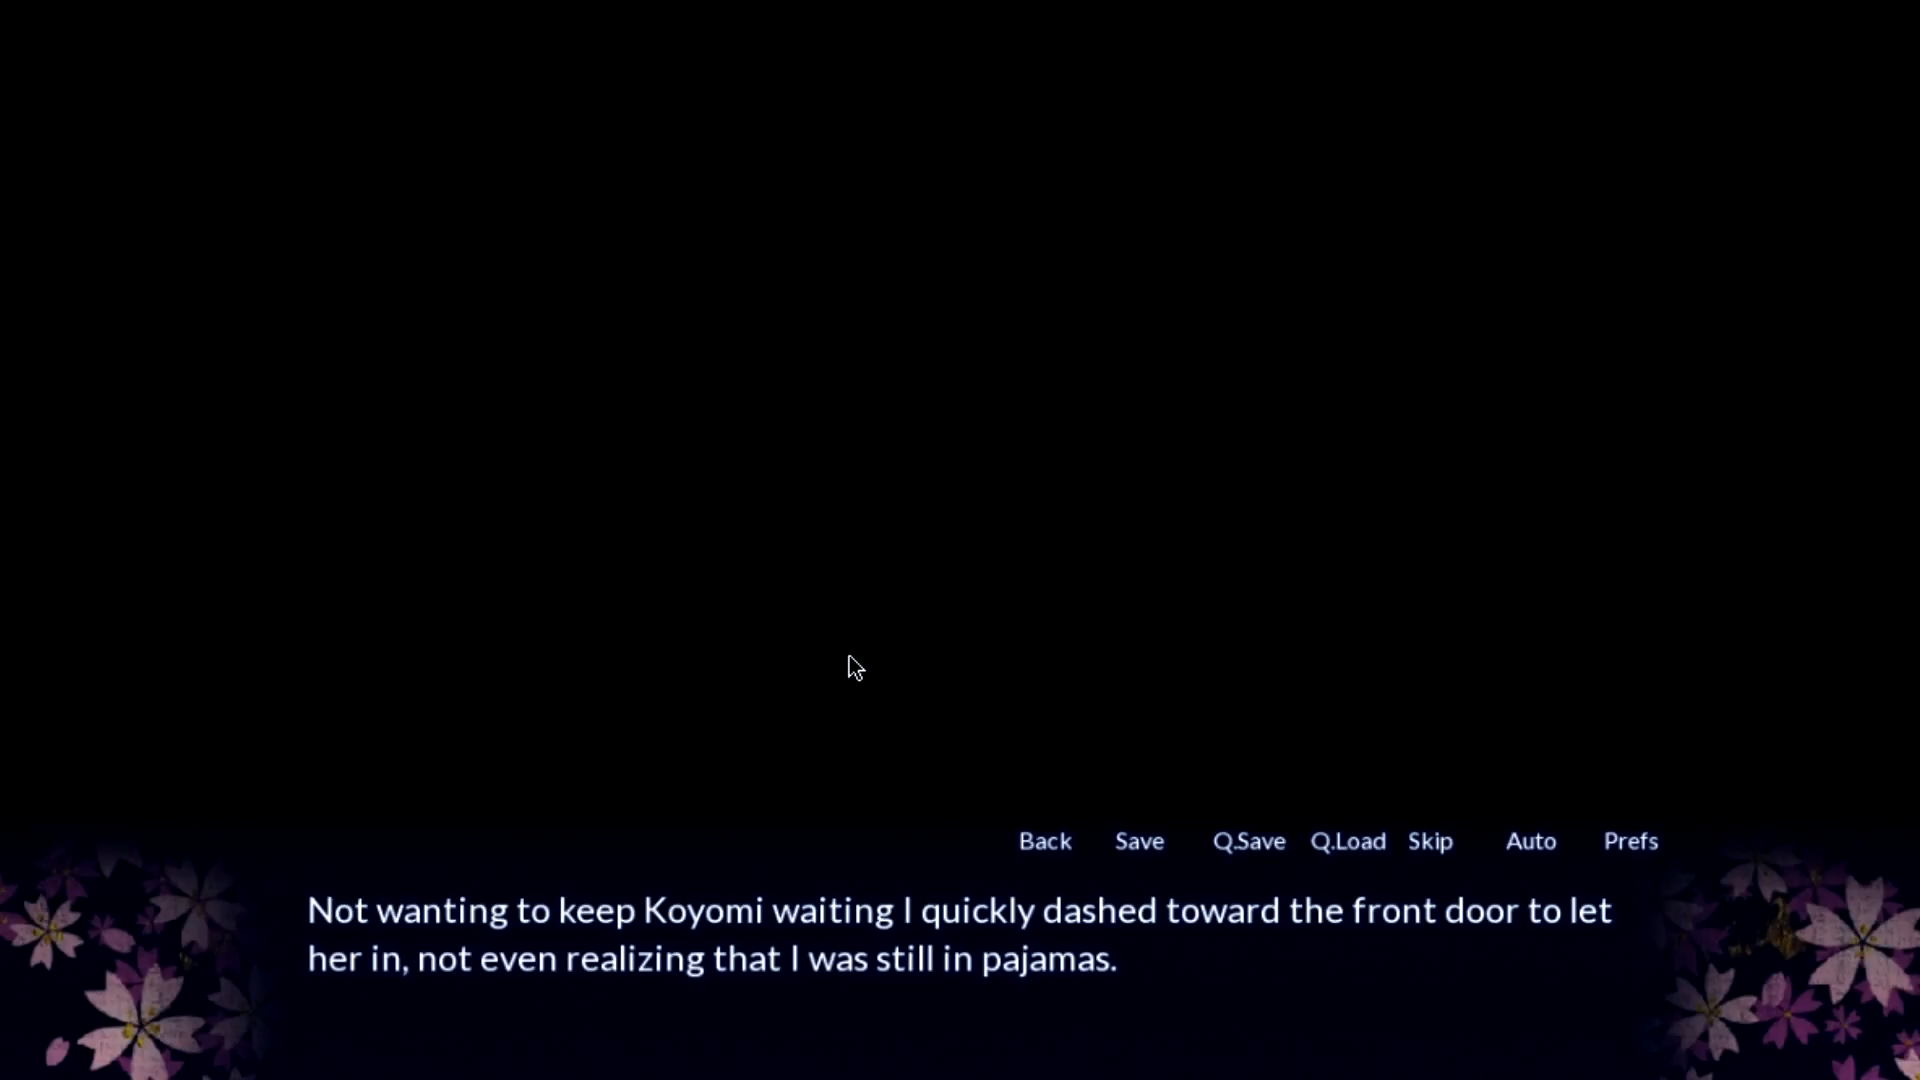 Back Save Q.Save Q.Load Skip Auto Prefs
Not wanting to keep Koyomi waiting I quickly dashed toward the front door to let
her in, not even realizing that I was still in pajamas.